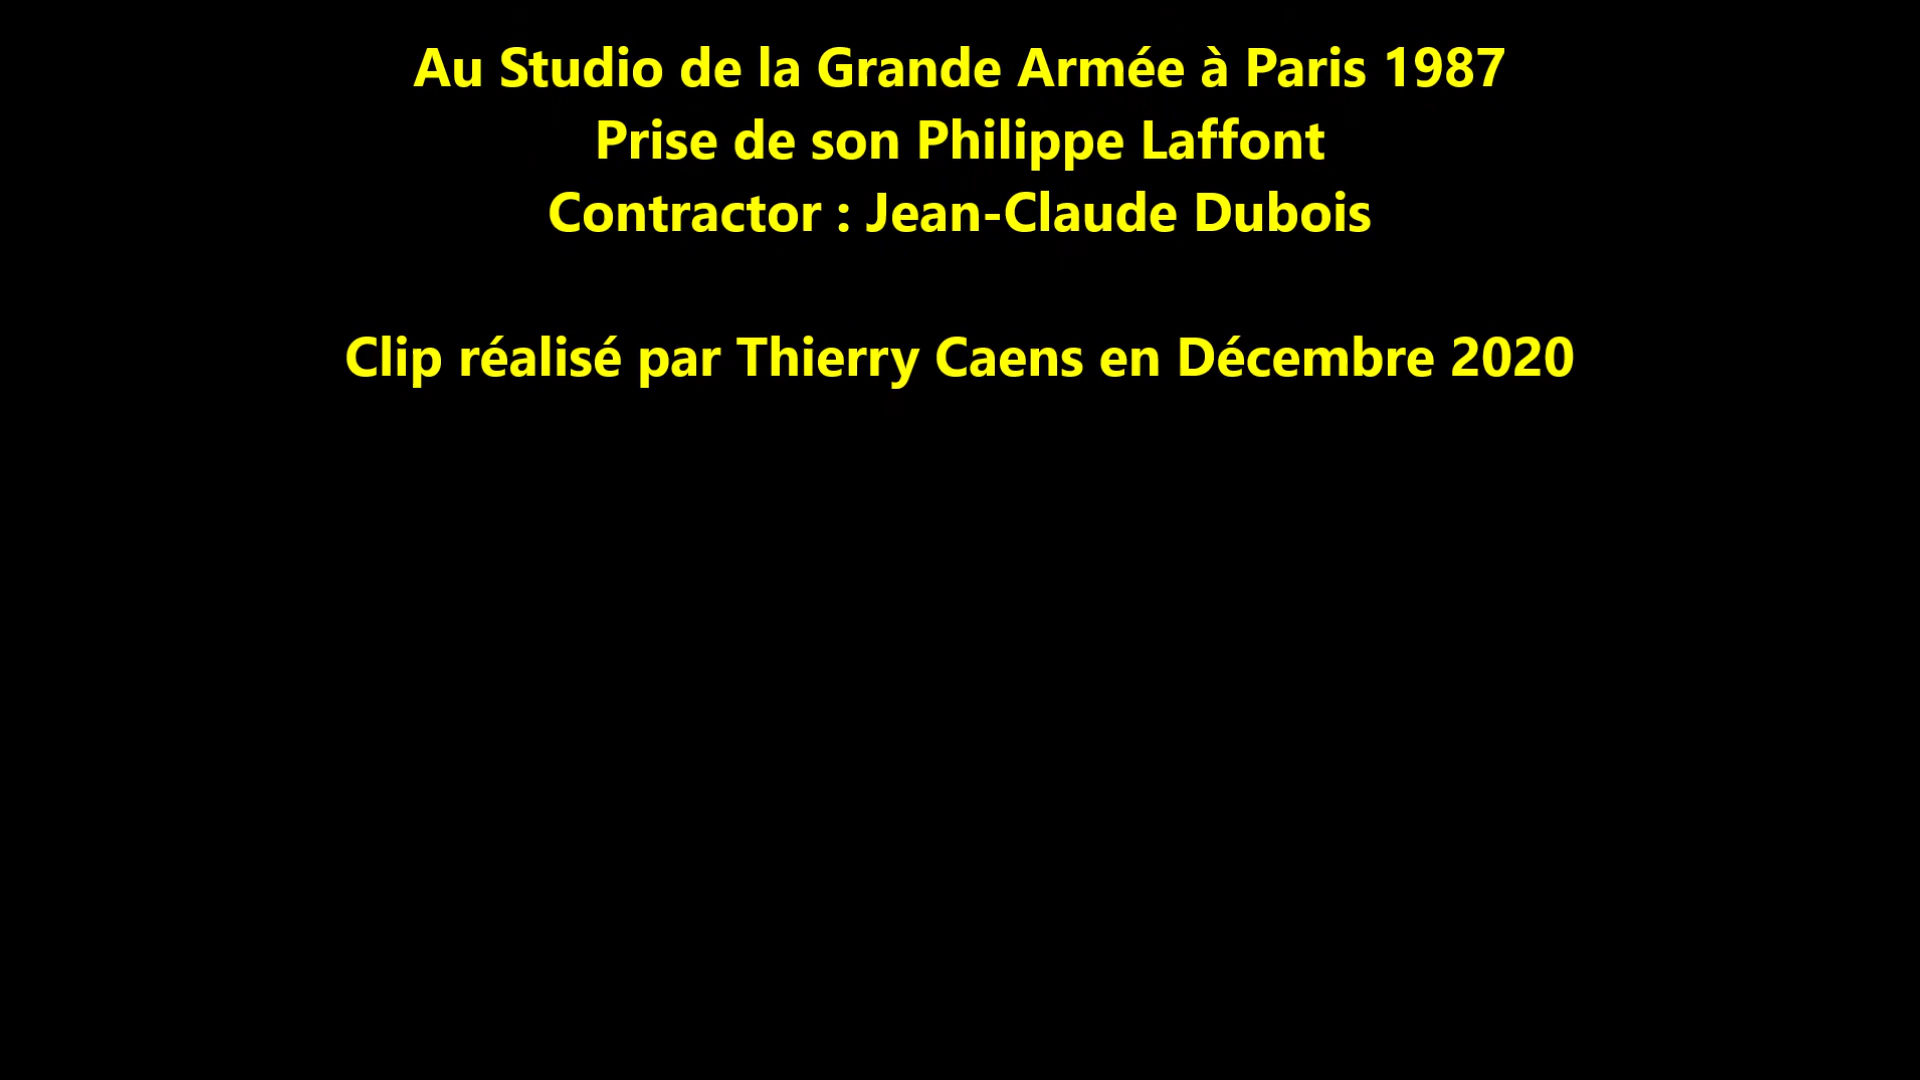 Au Studio de la Grande Armée à Paris 1987
Prise de son Philippe Laffont
Contractor : Jean-Claude Dubois
Clip réalisé par Thierry Caens en Décembre 2020